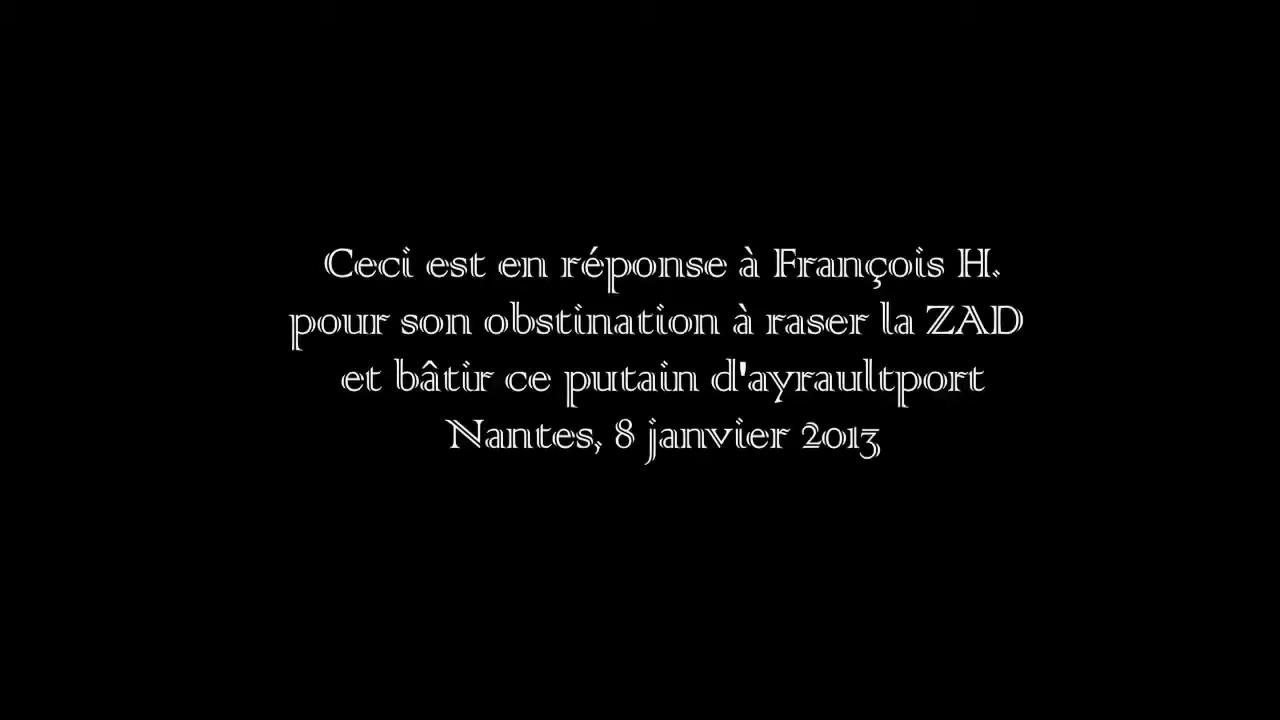 Ceci est en réponse à François H.
pour son obstination à raser la ZAD
et bâtir ce putain d'ayraultport
Nantes, 8 janvier 2013